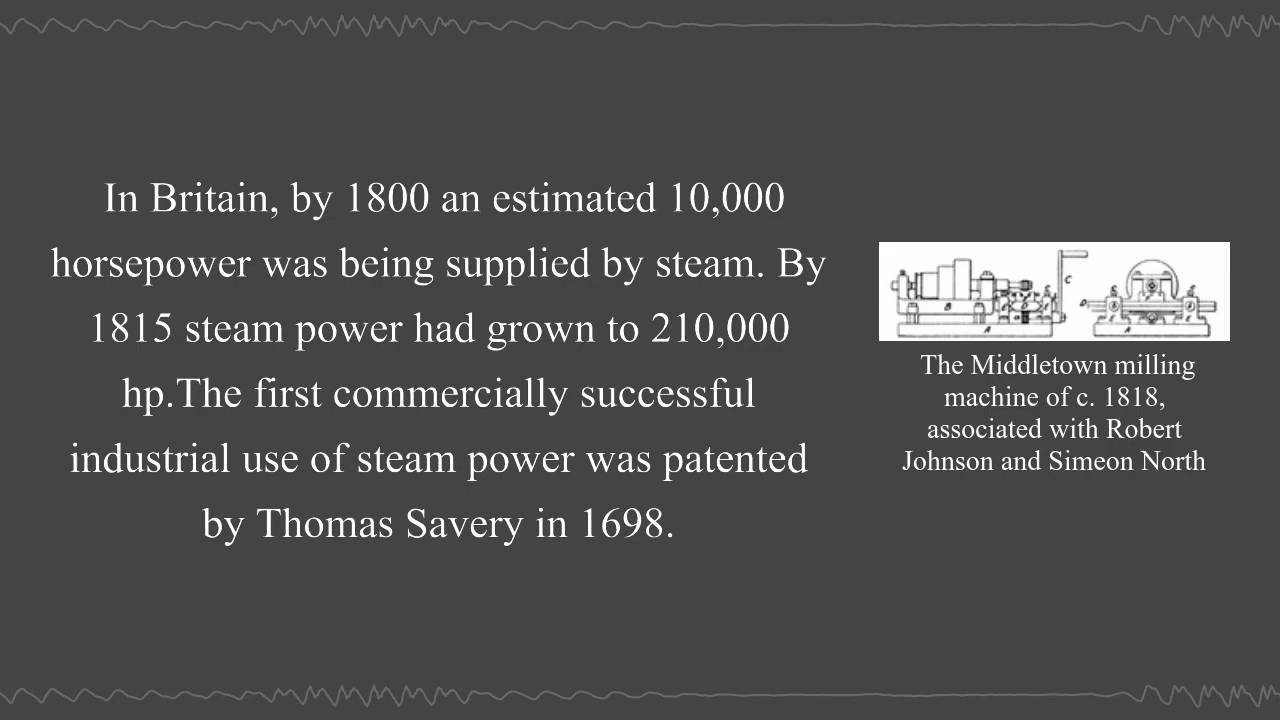 In Britain, by 1800 an estimated 10,000
horsepower was being supplied by steam. By
1815 steam power had grown to 210,000
hp.The first commercially successful
industrial use of steam power was patented
by Thomas Savery in 1698.
The Middletown milling
machine of c. 1818,
associated with Robert
Johnson and Simeon North